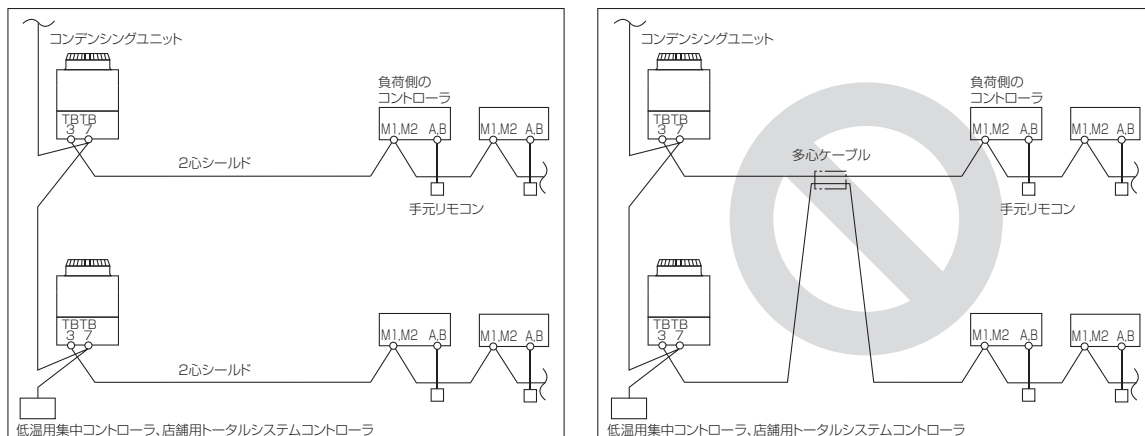 コンデンシングユニット
負荷側の
コントローラ
TBTB
3 7
M1,M2 A,B
M1,M2 A,B
2心シールド
手元リモコン
TBTB
3 7
M1,M2 A,B
M1,M2 A,B
2心シールド
低温用集中コントローラ、店舗用トータルシステムコントローラ
コンデンシングユニット
負荷側の
コントローラ
TBTB
3 7
M1,M2 A,B
M1,M2 A,B
多心ケーブル
手元リモコン
TBTB
3 7
M1,M2 A,B
M1,M2 A,B
低温用集中コントローラ、店舗用トータルシステムコントローラ